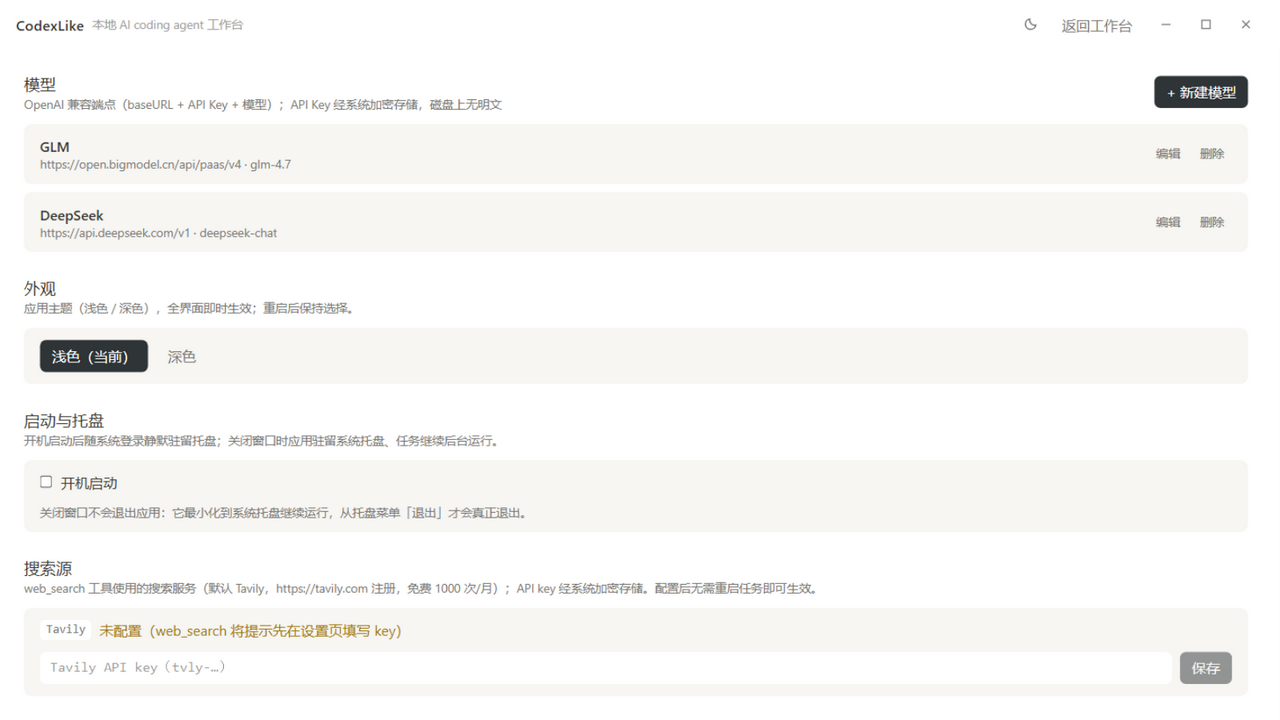 CodexLike 本地 AI coding agent 工作台 返回工作台
模型
OpenAI 兼容端点（baseURL + API Key + 模型）；API Key 经系统加密存储，磁盘上无明文
+ 新建模型
GLM
https://open.bigmodel.cn/api/paas/v4 · glm-4.7
编辑 删除
DeepSeek
https://api.deepseek.com/v1 · deepseek-chat
编辑 删除
外观
应用主题（浅色 / 深色），全界面即时生效；重启后保持选择。
浅色（当前） 深色
启动与托盘
开机启动后随系统登录静默驻留托盘；关闭窗口时应用驻留系统托盘、任务继续后台运行。
开机启动
关闭窗口不会退出应用：它最小化到系统托盘继续运行，从托盘菜单「退出」才会真正退出。
搜索源
web_search 工具使用的搜索服务（默认 Tavily，https://tavily.com 注册，免费 1000 次/月）；API key 经系统加密存储。配置后无需重启任务即可生效。
Tavily 未配置（web_search 将提示先在设置页填写 key）
Tavily API key（tvly-…）
保存